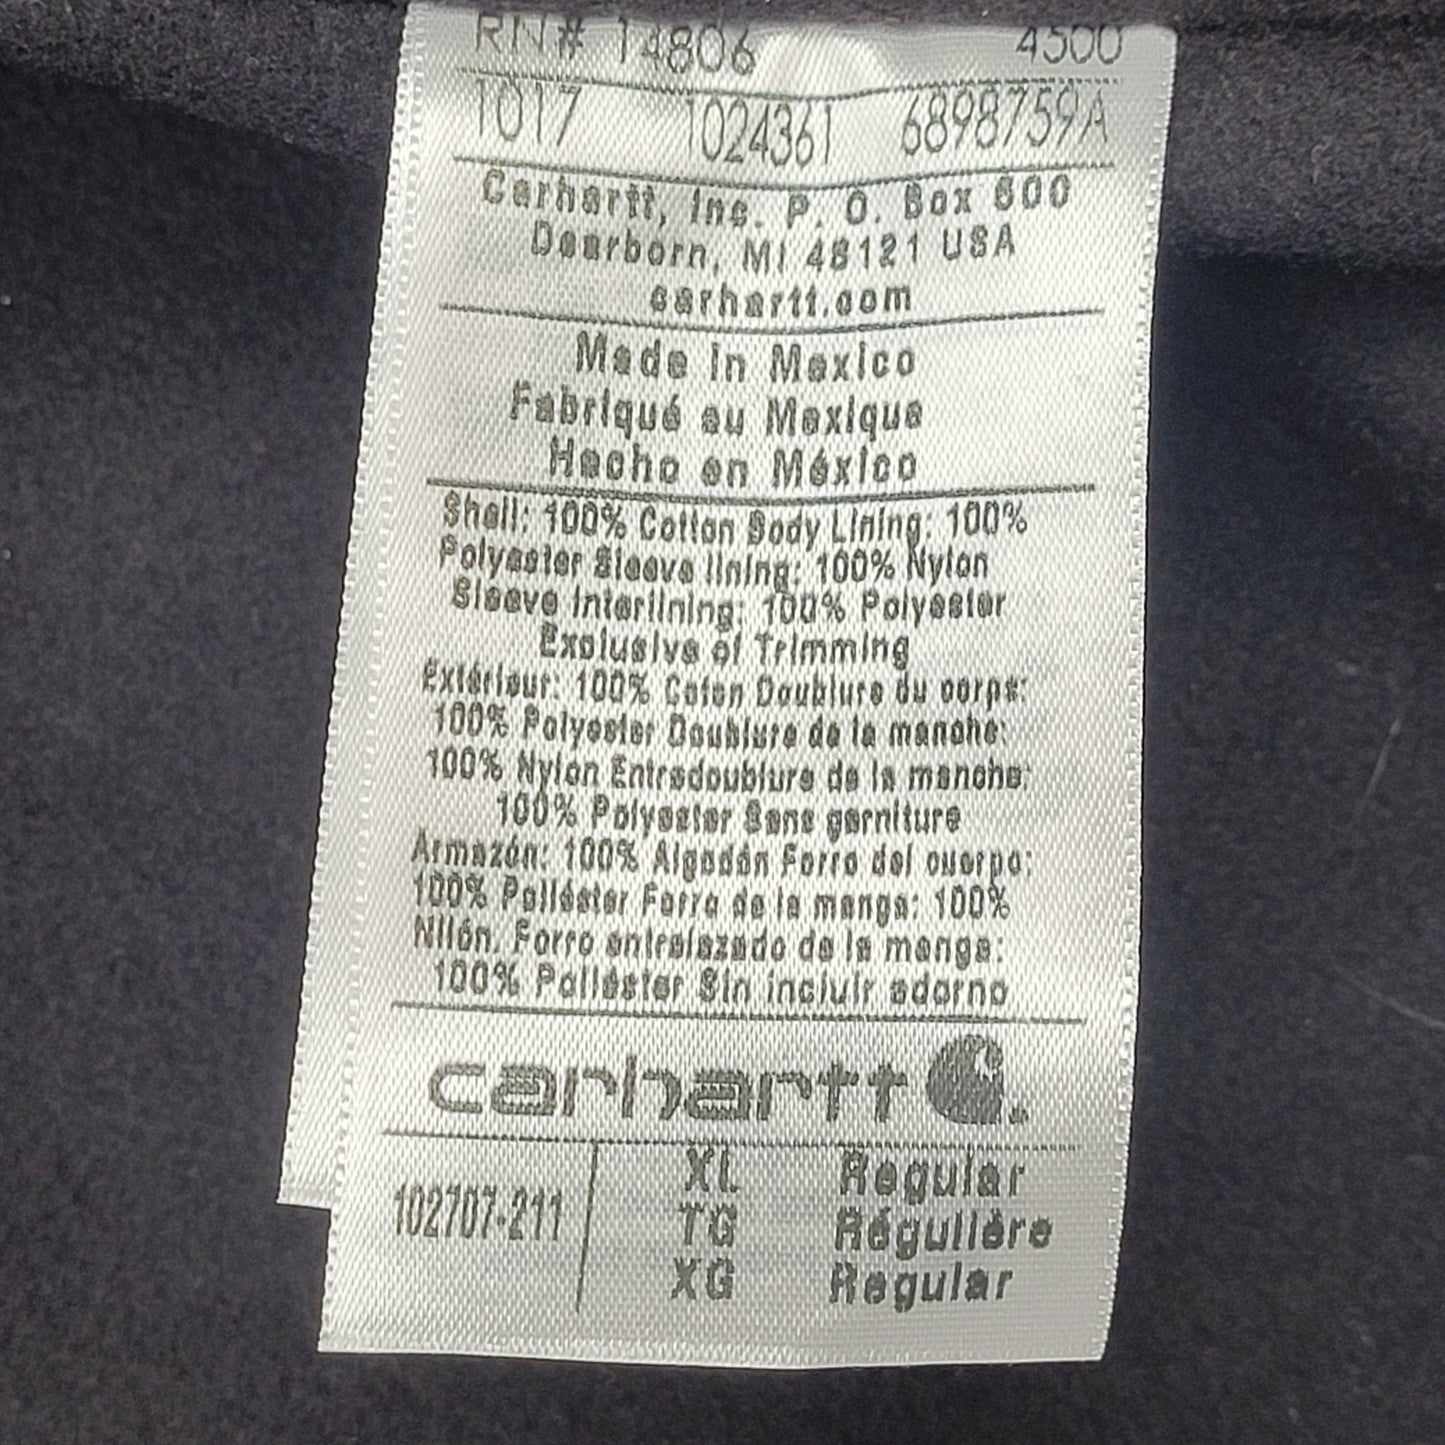 RN# 14806 4500
1017 1024361 6898759A
Carhartt, Inc. P. O. Box 600
Dearborn, MI 48121 USA
carhartt.com
Made in Mexico
Fabriqué au Mexique
Hecho en México
Shell: 100% Cotton Body Lining: 100%
Polyester Sleeve lining: 100% Nylon
Sleeve Interlining: 100% Polyester
Exclusive of Trimming
Extérieur: 100% Coton Doublure du corps:
100% Polyester Doublure de la manche:
100% Nylon Entredoublure de la manche:
100% Polyester Sans garniture
Armazón: 100% Algodón Forro del cuerpo:
100% Poliéster Forro de la manga: 100%
Nilón. Forro entrelazado de la manga:
100% Poliéster Sin incluir adorno
carhartt
102707-211
XL Regular
TG Régulière
XG Regular